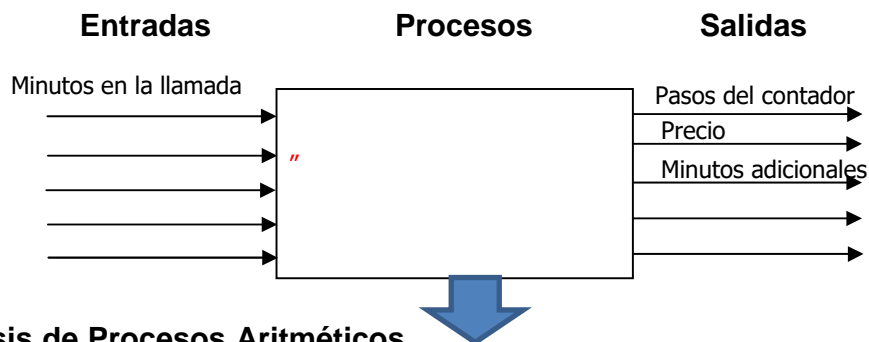 Entradas Procesos Salidas
Minutos en la llamada
Pasos del contador
Precio
"
Minutos adicionales
sis de Procesos Aritméticos